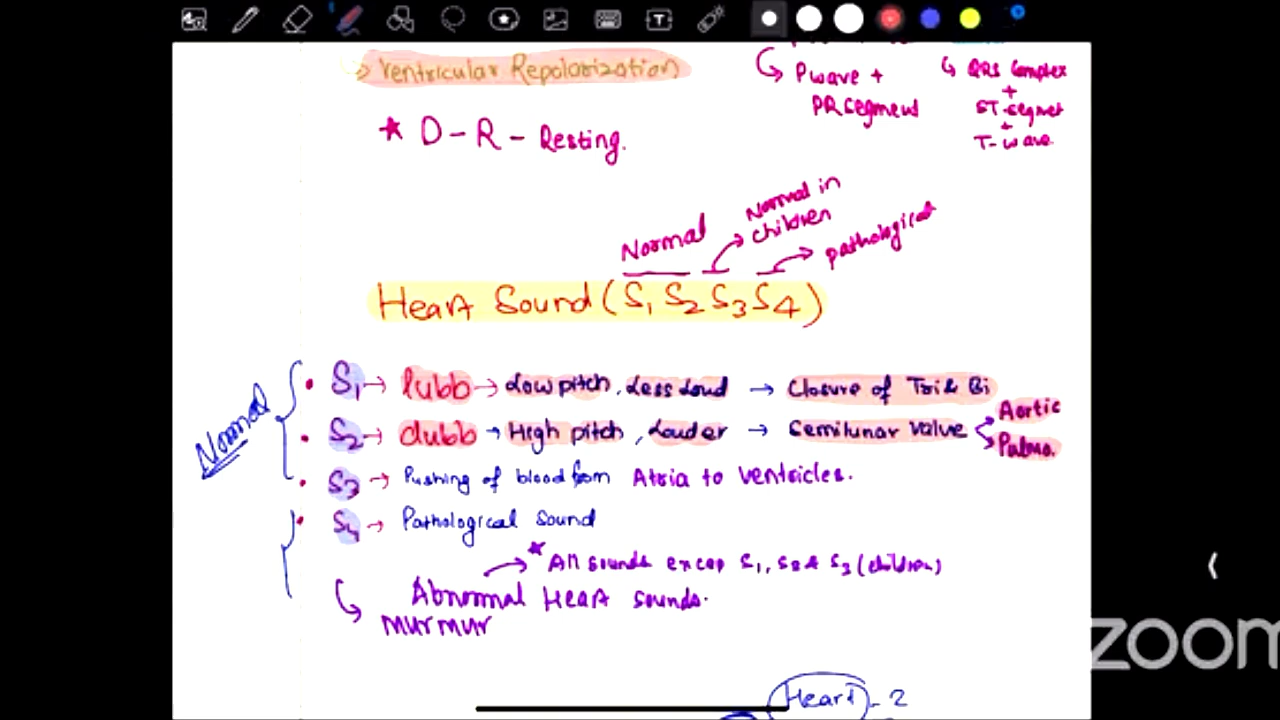 → Ventricular Repolarization
↳ P wave +
PR segment
↳ QRS Complex
+
ST-segmet
+
T-wave
★ D-R- Resting.
Normal
Normal in
children
pathological
Heart Sound (S1 S2 S3 S4)
Normal
• S1 → lubb → Low pitch, Less Loud → Closure of Tri & Bi
• S2 → dubb → High pitch, Louder → Semilunar Valve
Aortic
Pulmo.
• S3 → Pushing of blood from Atria to ventricles.
• S4 → Pathological Sound
→ * All sounds excep S1, S2 & S3 (children)
Abnormal Heart sounds.
↳ murmur
zoom
Heart - 2